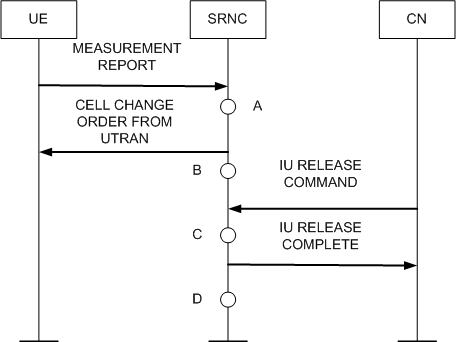 UE
SRNC
CN
MEASUREMENT
REPORT
A
CELL CHANGE
ORDER FROM
UTRAN
B
IU RELEASE
COMMAND
C
IU RELEASE
COMPLETE
D